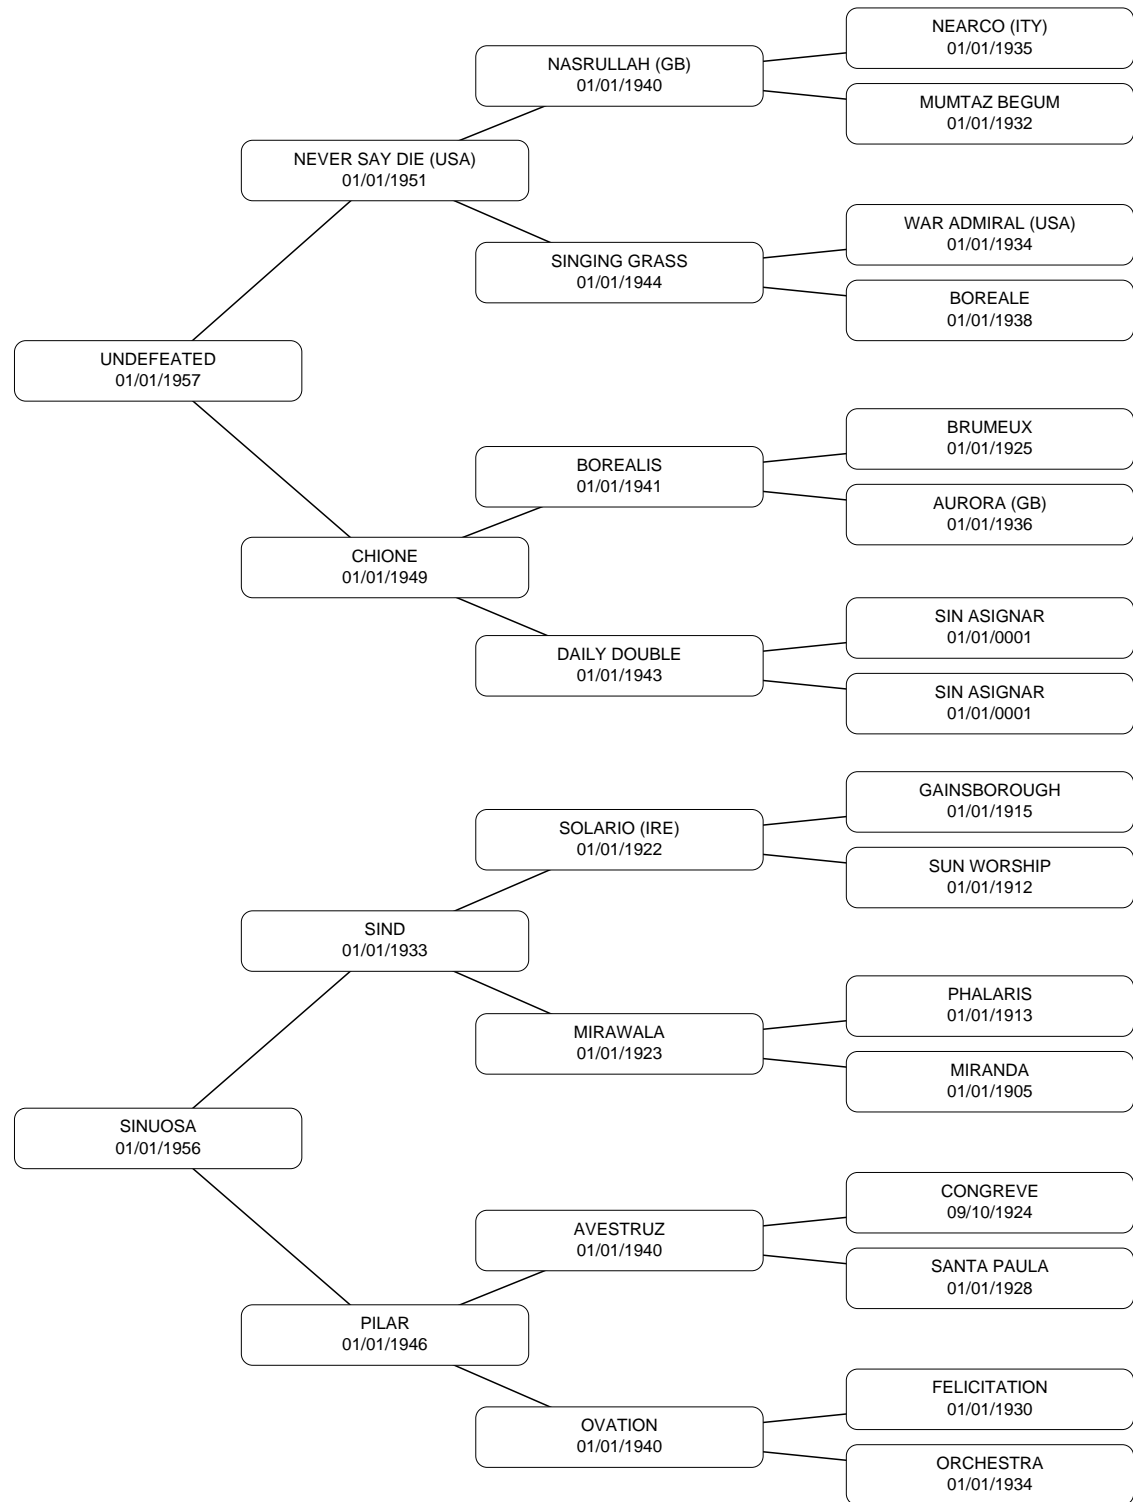 NEARCO (ITY)
01/01/1935
NASRULLAH (GB)
01/01/1940
MUMTAZ BEGUM
01/01/1932
NEVER SAY DIE (USA)
01/01/1951
WAR ADMIRAL (USA)
01/01/1934
SINGING GRASS
01/01/1944
BOREALE
01/01/1938
UNDEFEATED
01/01/1957
BRUMEUX
01/01/1925
BOREALIS
01/01/1941
AURORA (GB)
01/01/1936
CHIONE
01/01/1949
SIN ASIGNAR
01/01/0001
DAILY DOUBLE
01/01/1943
SIN ASIGNAR
01/01/0001
GAINSBOROUGH
01/01/1915
SOLARIO (IRE)
01/01/1922
SUN WORSHIP
01/01/1912
SIND
01/01/1933
PHALARIS
01/01/1913
MIRAWALA
01/01/1923
MIRANDA
01/01/1905
SINUOSA
01/01/1956
CONGREVE
09/10/1924
AVESTRUZ
01/01/1940
SANTA PAULA
01/01/1928
PILAR
01/01/1946
FELICITATION
01/01/1930
OVATION
01/01/1940
ORCHESTRA
01/01/1934